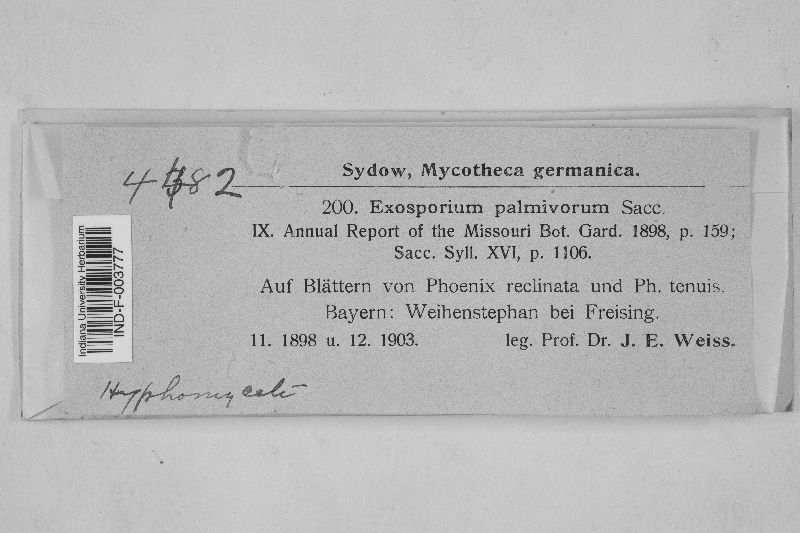 Sydow, Mycotheca germanica.
200. Exosporium palmivorum Sacc.
IX. Annual Report of the Missouri Bot. Gard. 1898, p. 159;
Sacc. Syll. XVI, p. 1106.
Auf Blättern von Phoenix reclinata und Ph. tenuis.
Bayern: Weihenstephan bei Freising.
11. 1898 u. 12. 1903. leg. Prof. Dr. J. E. Weiss.
Indiana University Herbarium
IND-F-003777